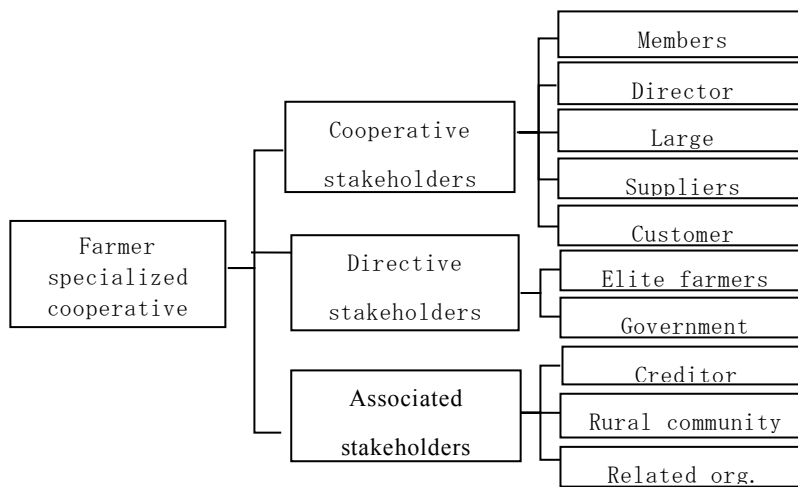 Farmer
specialized
cooperative
Cooperative
stakeholders
Members
Director
Large
Suppliers
Customer
Directive
stakeholders
Elite farmers
Government
Associated
stakeholders
Creditor
Rural community
Related org.